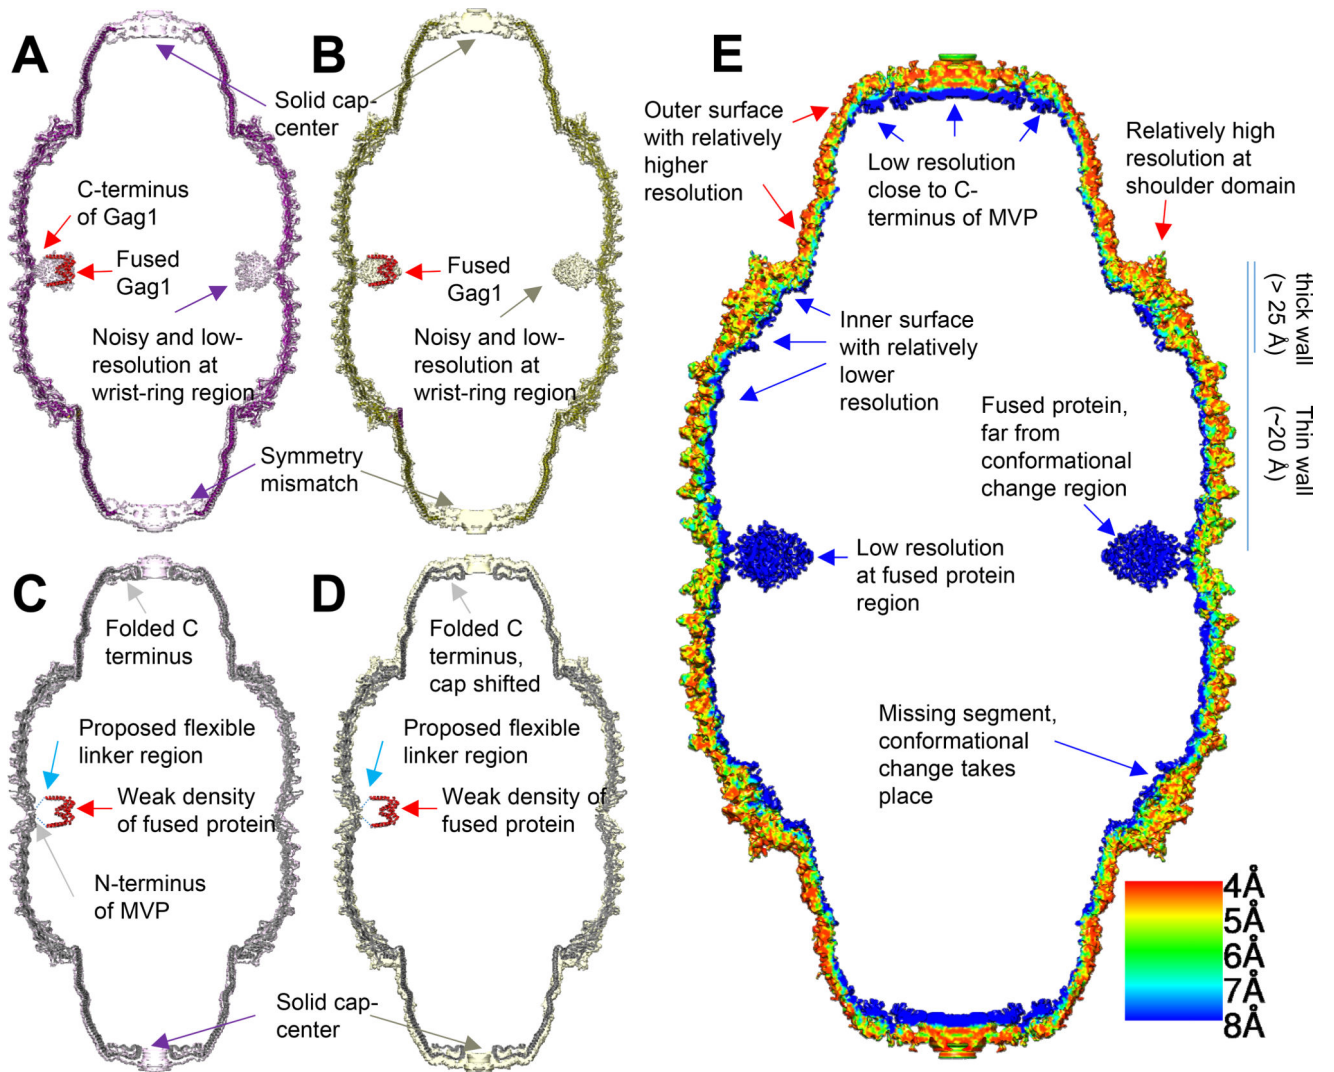 A
B
Solid cap-
center
C-terminus
of Gag1
Fused
Gag1
Noisy and low-
resolution at
wrist-ring region
Fused
Gag1
Noisy and low-
resolution at
wrist-ring region
Symmetry
mismatch
C
D
Folded C
terminus
Folded C
terminus,
cap shifted
Proposed flexible
linker region
Weak density
of fused protein
N-terminus
of MVP
Proposed flexible
linker region
Weak density of
fused protein
Solid cap-
center
E
Outer surface
with relatively
higher
resolution
Low resolution
close to C-
terminus of MVP
Relatively high
resolution at
shoulder domain
thick wall
(> 25 Å)
Thin wall
(~20 Å)
Inner surface
with relatively
lower
resolution
Fused protein,
far from
conformational
change region
Low resolution
at fused protein
region
Missing segment,
conformational
change takes
place
4Å
5Å
6Å
7Å
8Å